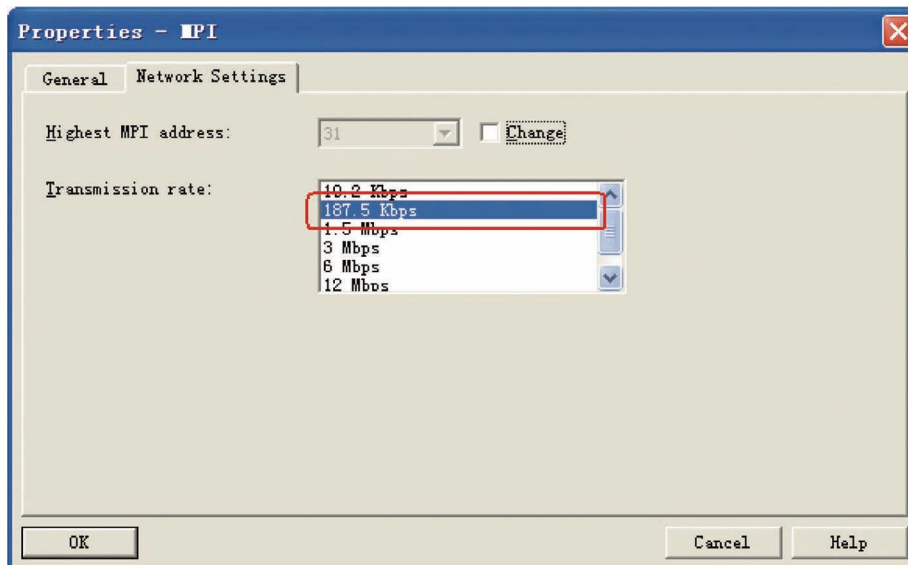 Properties - MPI
General Network Settings
Highest MPI address: 31 Change
Transmission rate:
187.5 Kbps
1.5 Mbps
3 Mbps
6 Mbps
12 Mbps
OK Cancel Help